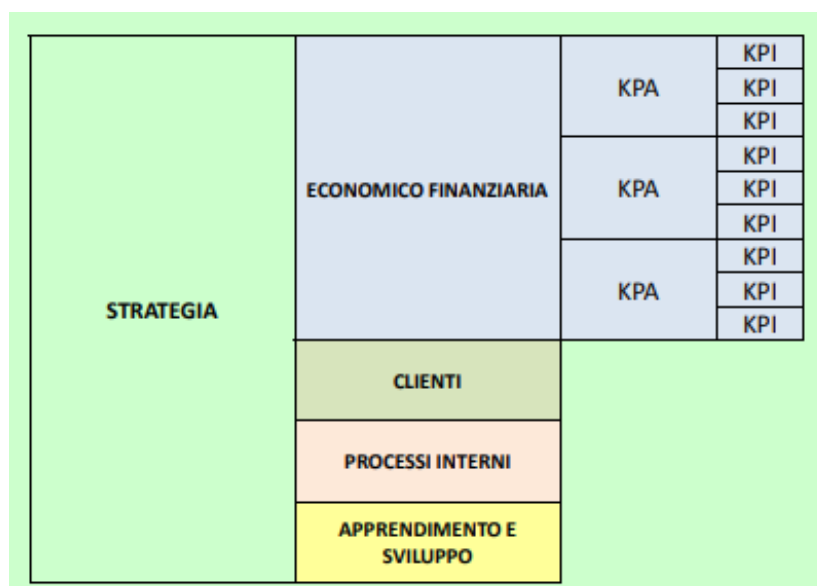 STRATEGIA
ECONOMICO FINANZIARIA
KPA
KPI
KPI
KPI
KPA
KPI
KPI
KPI
KPA
KPI
KPI
KPI
CLIENTI
PROCESSI INTERNI
APPRENDIMENTO E
SVILUPPO